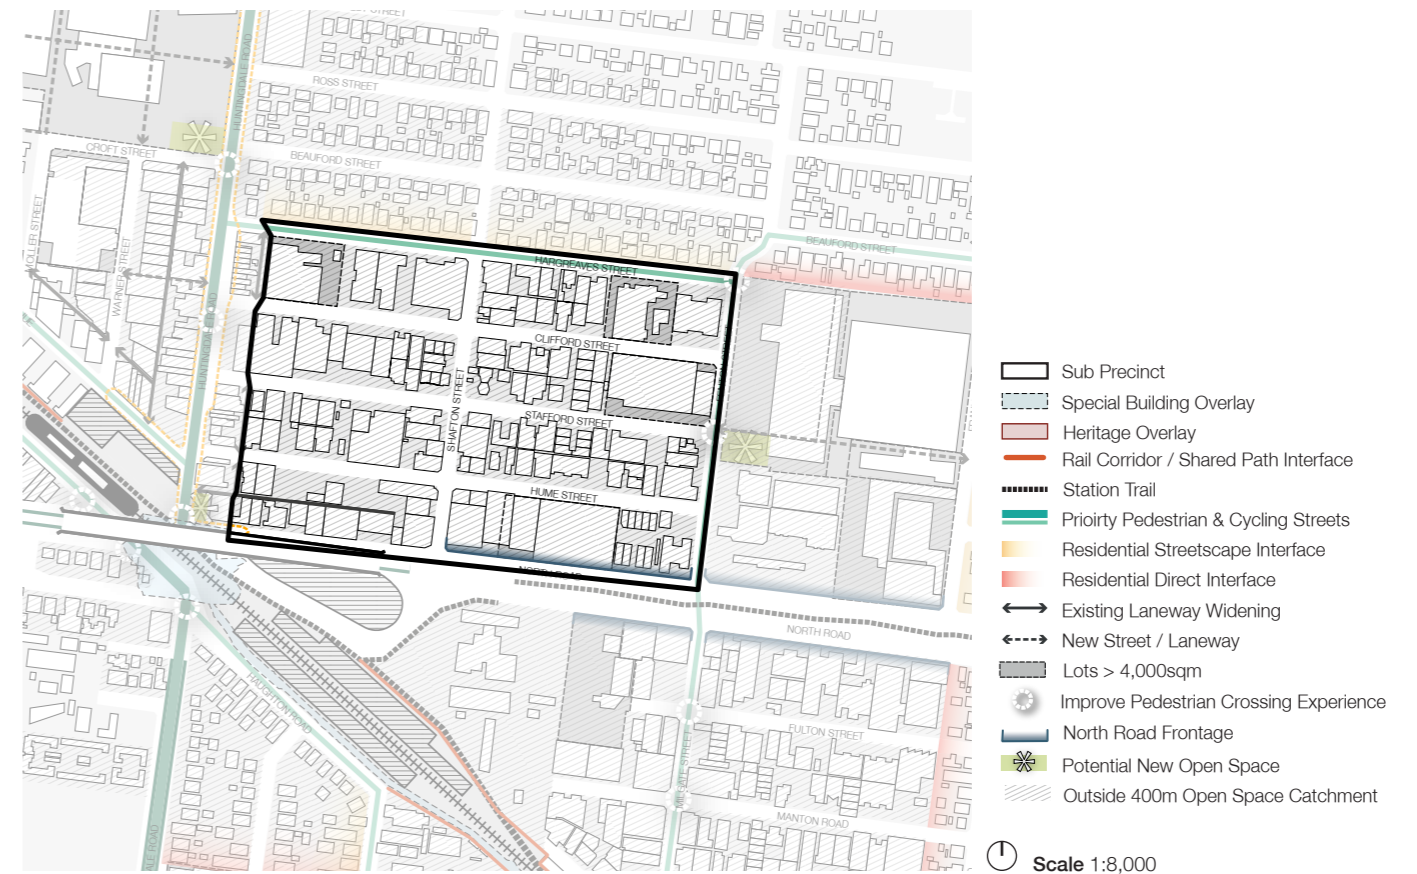 HUNTINGDALE ROAD
ROSS STREET
CROFT STREET
BEAUFORD STREET
WARNER STREET
BEAUFORD STREET
HARGREAVES STREET
CLIFFORD STREET
SHAFTON STREET
STAFFORD STREET
HUME STREET
NORTH ROAD
NORTH ROAD
HAUGHTON ROAD
FULTON STREET
MANTON ROAD
Sub Precinct
Special Building Overlay
Heritage Overlay
Rail Corridor / Shared Path Interface
Station Trail
Prioirty Pedestrian & Cycling Streets
Residential Streetscape Interface
Residential Direct Interface
Existing Laneway Widening
New Street / Laneway
Lots > 4,000sqm
Improve Pedestrian Crossing Experience
North Road Frontage
Potential New Open Space
Outside 400m Open Space Catchment
Scale 1:8,000